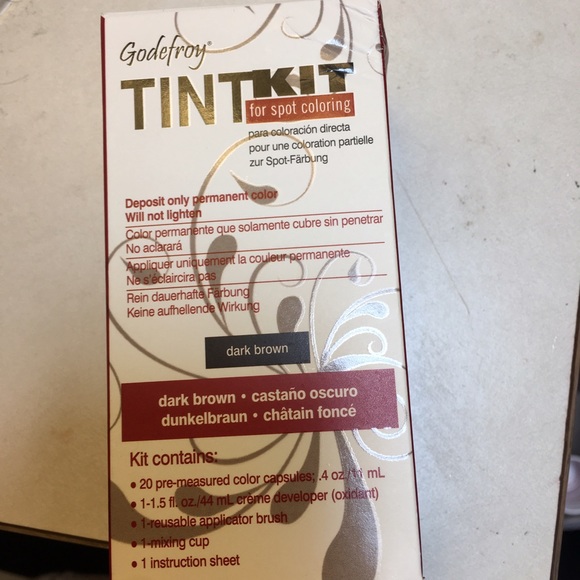 Godefroy®
TINT KIT
for spot coloring
para coloración directa
pour une coloration partielle
zur Spot-Färbung
Deposit only permanent color
Will not lighten
Color permanente que solamente cubre sin penetrar
No aclarará
Appliquer uniquement la couleur permanente
Ne s'éclaircira pas
Rein dauerhafte Färbung
Keine aufhellende Wirkung
dark brown
dark brown • castaño oscuro
dunkelbraun • châtain foncé
Kit contains:
• 20 pre-measured color capsules; .4 oz./11 mL
• 1-1.5 fl. oz./44 mL crème developer (oxidant)
• 1-reusable applicator brush
• 1-mixing cup
• 1 instruction sheet